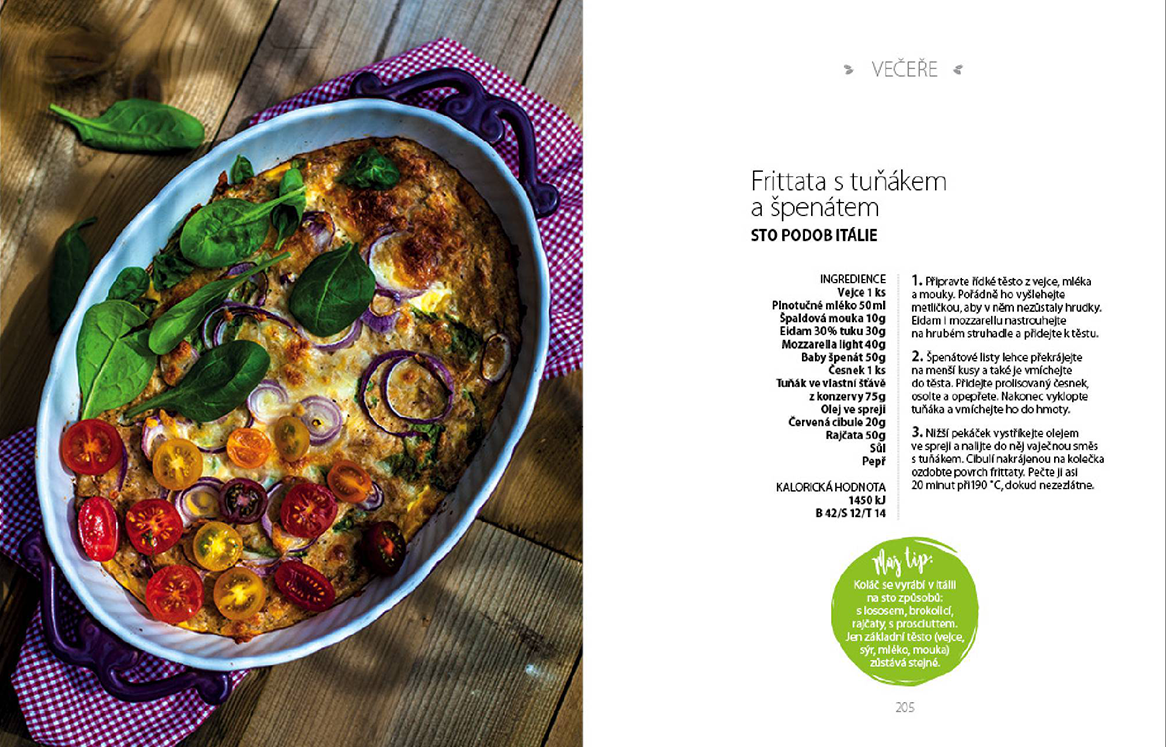 VEČEŘE
Frittata s tuňákem
a špenátem
STO PODOB ITÁLIE
INGREDIENCE
Vejce 1 ks
Plnotučné mléko 50 ml
Špaldová mouka 10g
Eidam 30% tuku 30g
Mozzarella light 40g
Baby špenát 50g
Česnek 1 ks
Tuňák ve vlastní šťávě
z konzervy 75g
Olej ve spreji
Červená cibule 20g
Rajčata 50g
Sůl
Pepř
KALORICKÁ HODNOTA
1450 kJ
B 42/S 12/T 14
1. Připravte řídké těsto z vejce, mléka
a mouky. Pořádně ho vyšlehejte
metličkou, aby v něm nezůstaly hrudky.
Eidam i mozzarellu nastrouhejte
na hrubém struhadle a přidejte k těstu.
2. Špenátové listy lehce překrájejte
na menší kusy a také je vmíchejte
do těsta. Přidejte prolisovaný česnek,
osolte a opepřete. Nakonec vyklopte
tuňáka a vmíchejte ho do hmoty.
3. Nižší pekáček vystříkejte olejem
ve spreji a nalijte do něj vaječnou směs
s tuňákem. Cibulí nakrájenou na kolečka
ozdobte povrch frittaty. Pečte ji asi
20 minut při 190 °C, dokud nezezlátne.
Můj tip:
Koláč se vyrábí v Itálii
na sto způsobů:
s lososem, brokolicí,
rajčaty, s prosciuttem.
Jen základní těsto (vejce,
sýr, mléko, mouka)
zůstává stejné.
205